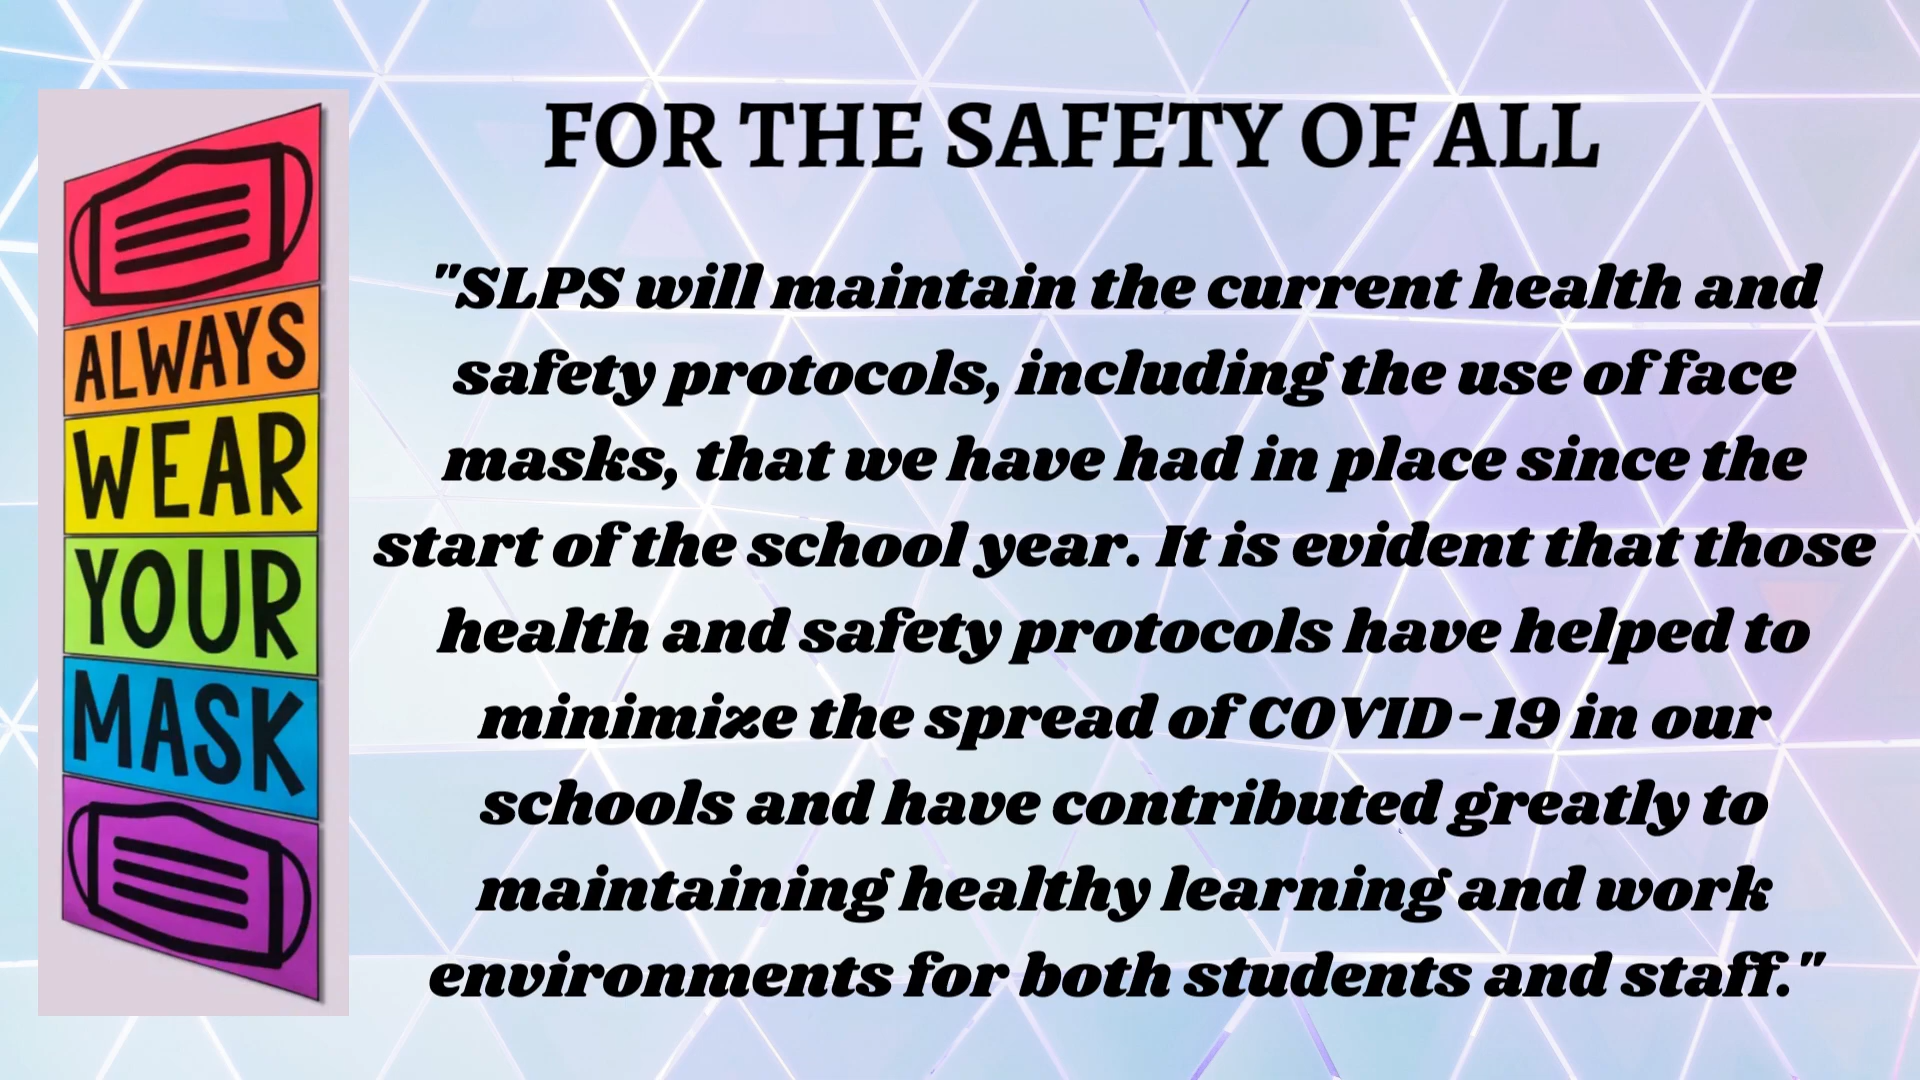 FOR THE SAFETY OF ALL
ALWAYS
WEAR
YOUR
MASK
"SLPS will maintain the current health and
safety protocols, including the use of face
masks, that we have had in place since the
start of the school year. It is evident that those
health and safety protocols have helped to
minimize the spread of COVID-19 in our
schools and have contributed greatly to
maintaining healthy learning and work
environments for both students and staff."